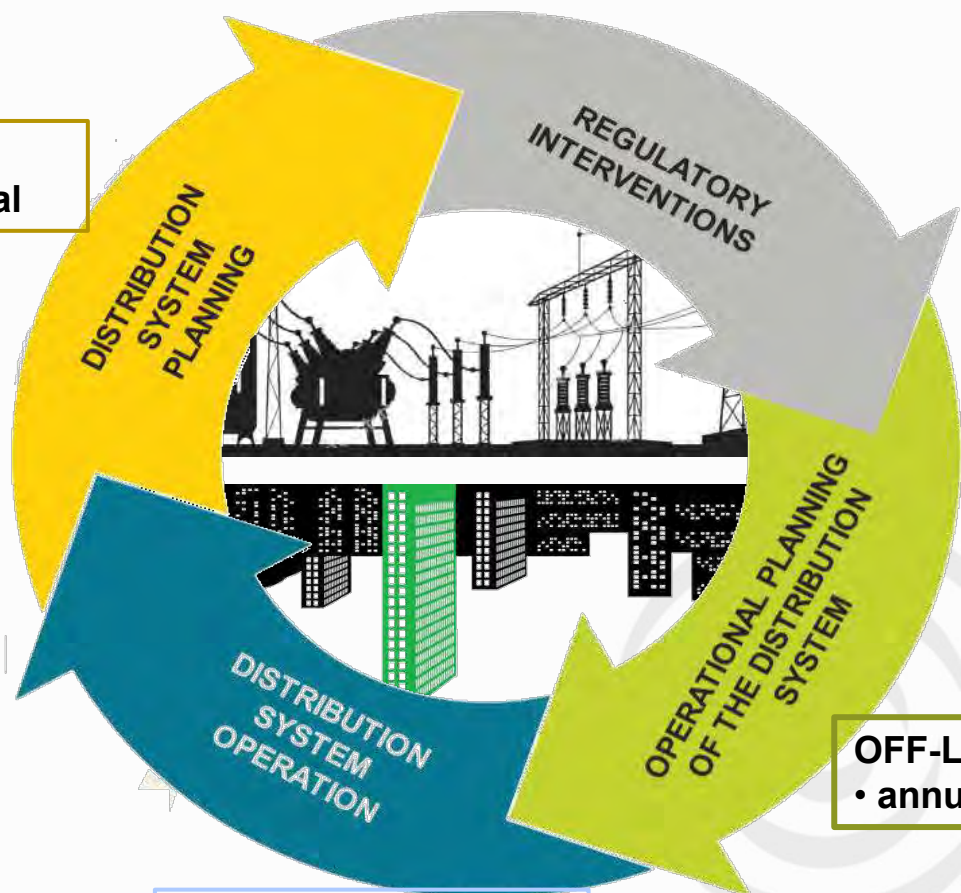 REGULATORY
INTERVENTIONS
DISTRIBUTION
SYSTEM
PLANNING
OPERATIONAL PLANNING
OF THE DISTRIBUTION
SYSTEM
DISTRIBUTION
SYSTEM
OPERATION
al
OFF-L
• annu